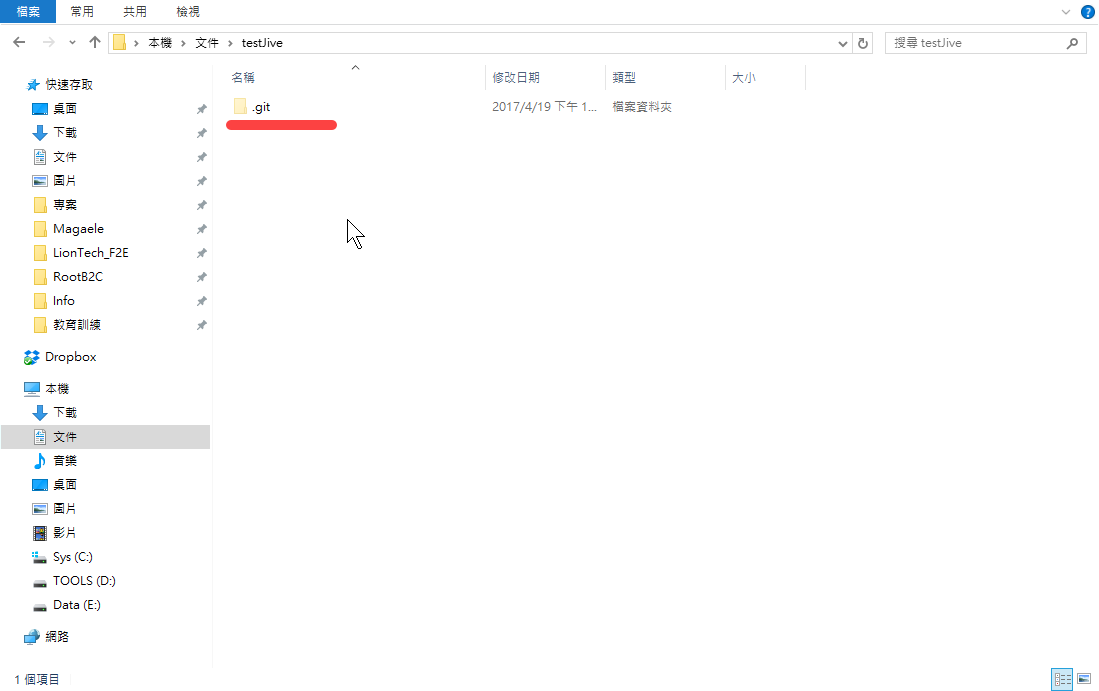 檔案 常用 共用 檢視
本機 文件 testJive
搜尋 testJive
名稱 修改日期 類型 大小
.git 2017/4/19 下午 1... 檔案資料夾
快速存取
桌面
下載
文件
圖片
專案
Magaele
LionTech_F2E
RootB2C
Info
教育訓練
Dropbox
本機
下載
文件
音樂
桌面
圖片
影片
Sys (C:)
TOOLS (D:)
Data (E:)
網路
1 個項目